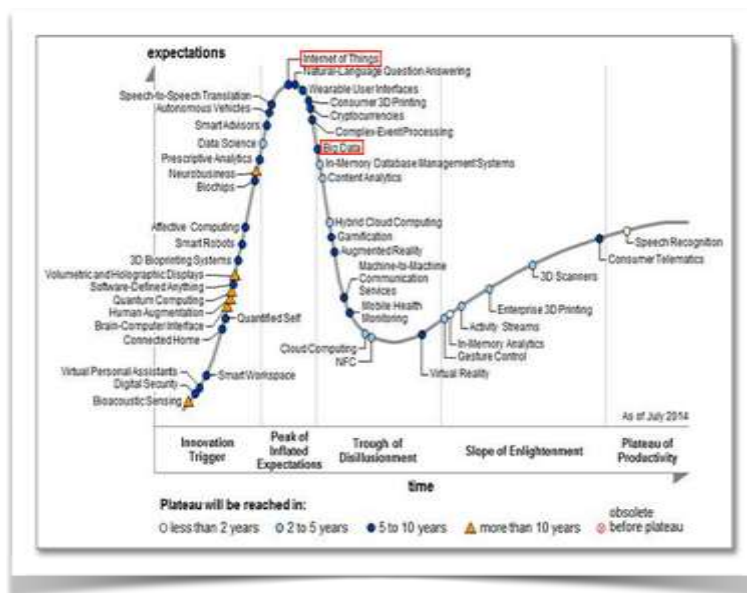 expectations
Internet of Things
Natural-Language Question Answering
Wearable User Interfaces
Speech-to-Speech Translation
Consumer 3D Printing
Autonomous Vehicles
Cryptocurrencies
Smart Advisors
Complex-Event Processing
Data Science
Big Data
Prescriptive Analytics
In-Memory Database Management Systems
Neurobusiness
Content Analytics
Biochips
Hybrid Cloud Computing
Affective Computing
Gamification
Speech Recognition
Smart Robots
Augmented Reality
Consumer Telematics
3D Bioprinting Systems
Machine-to-Machine
Communication
Services
Volumetric and Holographic Displays
3D Scanners
Software-Defined Anything
Quantum Computing
Mobile Health
Monitoring
Enterprise 3D Printing
Human Augmentation
Quantified Self
Activity Streams
Brain-Computer Interface
In-Memory Analytics
Connected Home
Cloud Computing
Gesture Control
NFC
Virtual Reality
Virtual Personal Assistants
Smart Workspace
Digital Security
Bioacoustic Sensing
As of July 2014
Innovation
Trigger
Peak of
Inflated
Expectations
Trough of
Disillusionment
Slope of Enlightenment
Plateau of
Productivity
time
Plateau will be reached in:
less than 2 years
2 to 5 years
5 to 10 years
more than 10 years
obsolete
before plateau